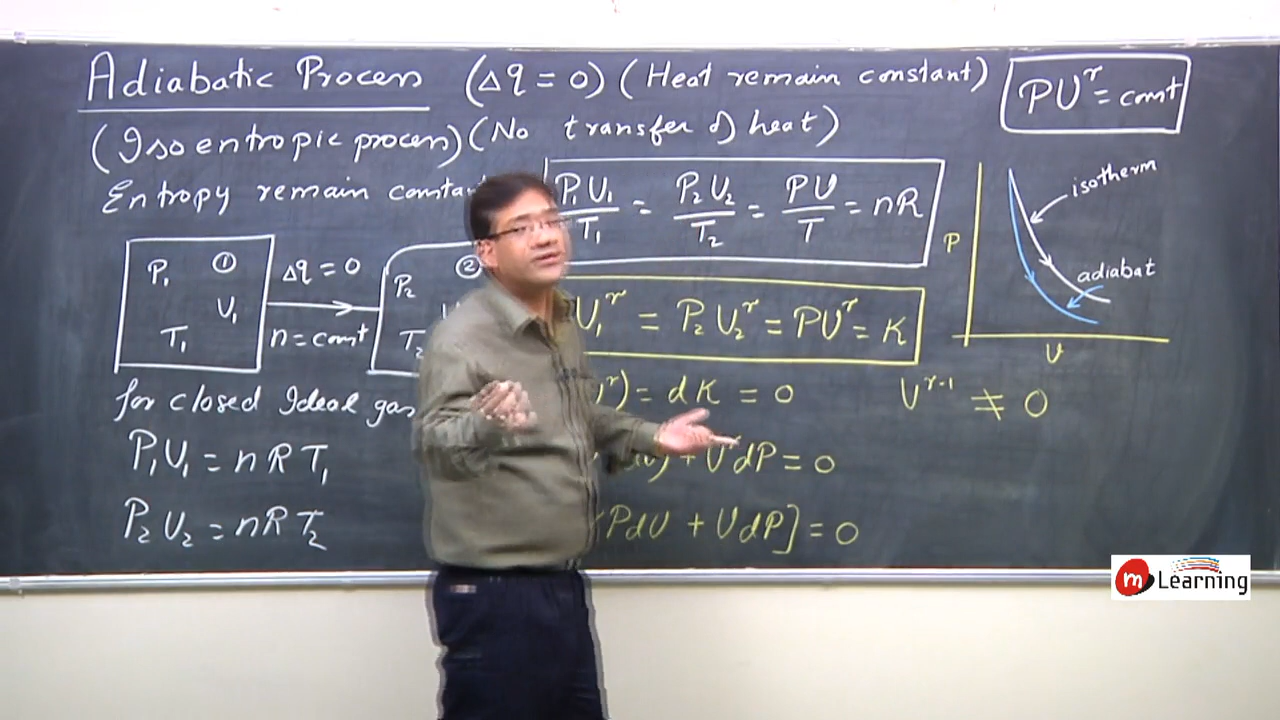 Adiabatic Process (Δq = 0) (Heat remain constant)
PV^γ = const
(Isoentropic process) (No transfer of heat)
Entropy remain constant
P₁V₁/T₁ = P₂V₂/T₂ = PV/T = nR
isotherm
P
adiabat
V
① P₁ V₁ T₁
Δq = 0
n = const
② P₂ T₂
V₁^γ = P₂V₂^γ = PV^γ = K
for closed Ideal gas
) = dK = 0
V^γ-1 ≠ 0
P₁V₁ = nRT₁
+ V^γ dP = 0
P₂V₂ = nRT₂
PdV + VdP] = 0
m Learning